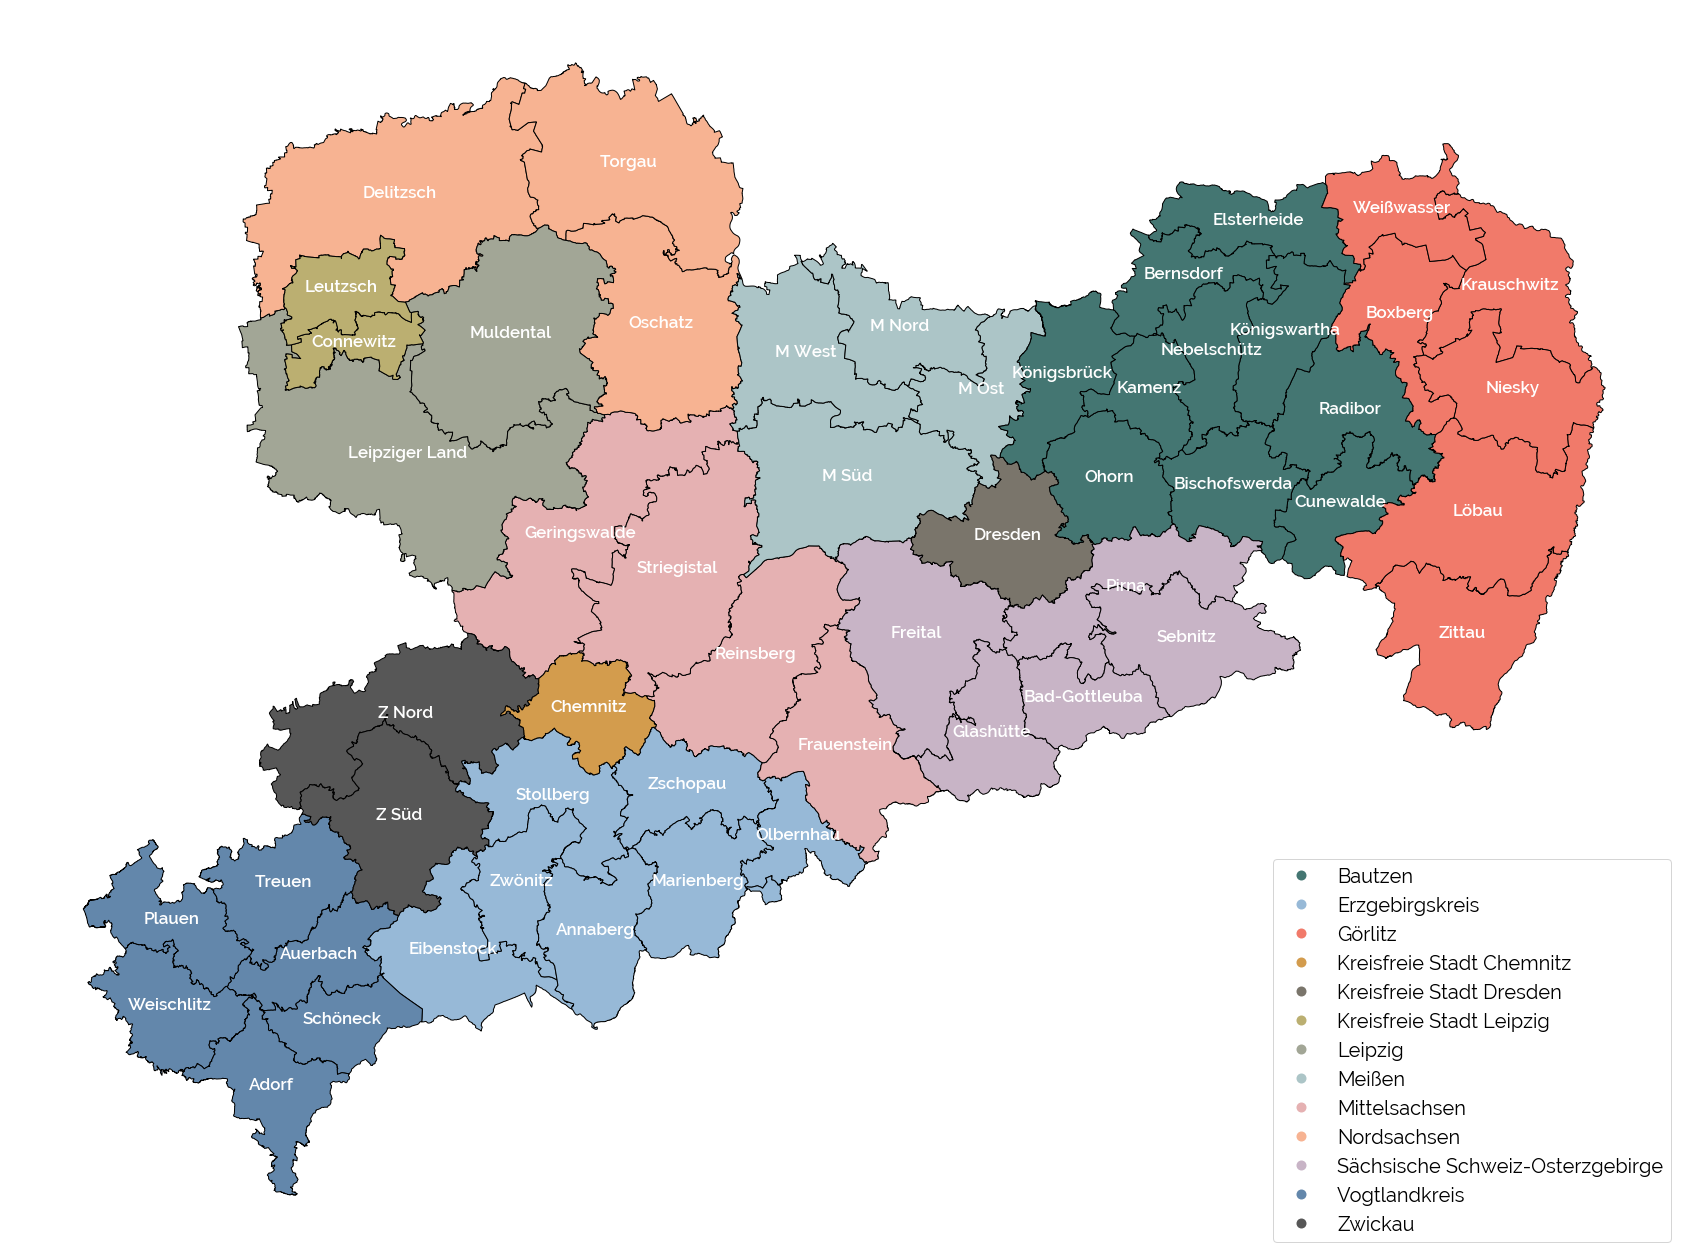 Torgau
Delitzsch
Weißwasser
Elsterheide
Bernsdorf
Leutzsch
Krauschwitz
Boxberg
Oschatz
M Nord
Königswartha
Muldental
Connewitz
Nebelschütz
M West
Königsbrück
Kamenz
M Ost
Niesky
Radibor
Leipziger Land
M Süd
Ohorn
Bischofswerda
Cunewalde
Löbau
Geringswalde
Dresden
Striegistal
Pirna
Freital
Zittau
Sebnitz
Reinsberg
Bad-Gottleuba
Chemnitz
Z Nord
Glashütte
Frauenstein
Zschopau
Stollberg
Z Süd
Olbernhau
Treuen
Zwönitz
Marienberg
Plauen
Annaberg
Eibenstock
Auerbach
Weischlitz
Schöneck
Adorf
Bautzen
Erzgebirgskreis
Görlitz
Kreisfreie Stadt Chemnitz
Kreisfreie Stadt Dresden
Kreisfreie Stadt Leipzig
Leipzig
Meißen
Mittelsachsen
Nordsachsen
Sächsische Schweiz-Osterzgebirge
Vogtlandkreis
Zwickau